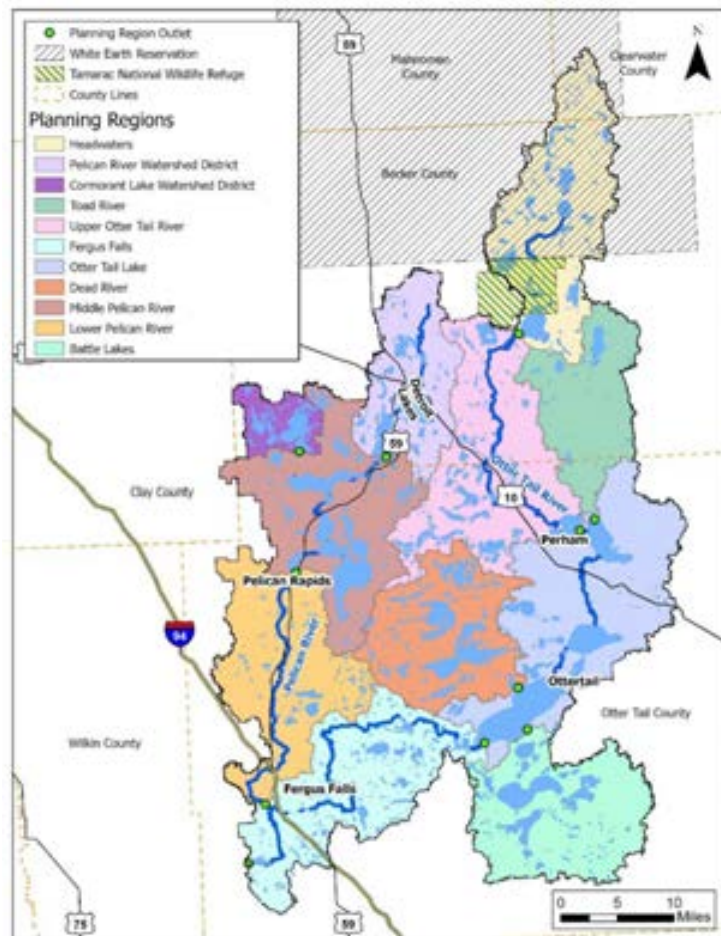 Planning Region Outlet
White Earth Reservation
Tamarac National Wildlife Refuge
County Lines
Planning Regions
Headwaters
Pelican River Watershed District
Cormorant Lake Watershed District
Toad River
Upper Otter Tail River
Fergus Falls
Otter Tail Lake
Dead River
Middle Pelican River
Lower Pelican River
Battle Lakes
59
Mahnomen
County
Clearwater
County
N
Becker County
Detroit
Lakes
59
Otter Tail River
10
Clay County
Perham
Pelican Rapids
94
Pelican River
Ottertail
Otter Tail County
Wilkin County
Fergus Falls
75
59
0 5 10
Miles